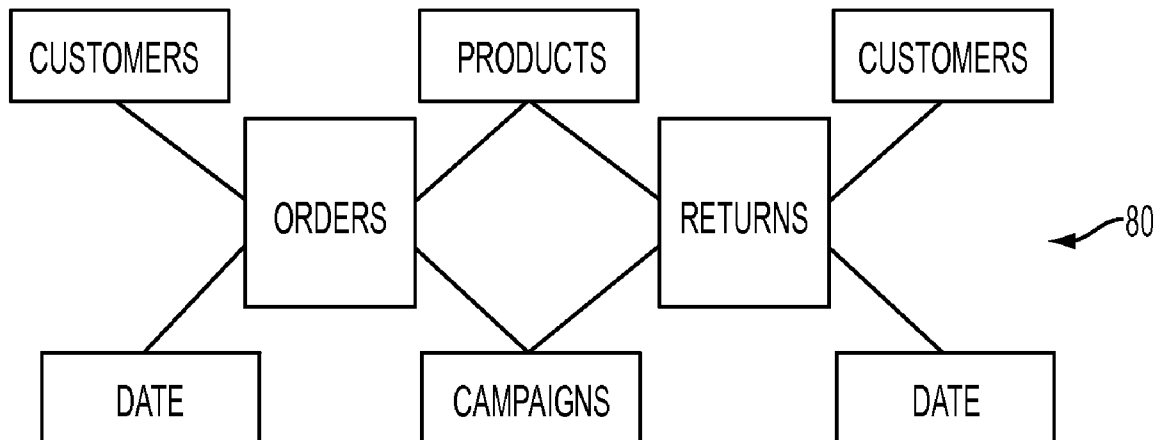 CUSTOMERS
PRODUCTS
CUSTOMERS
ORDERS
RETURNS
80
DATE
CAMPAIGNS
DATE